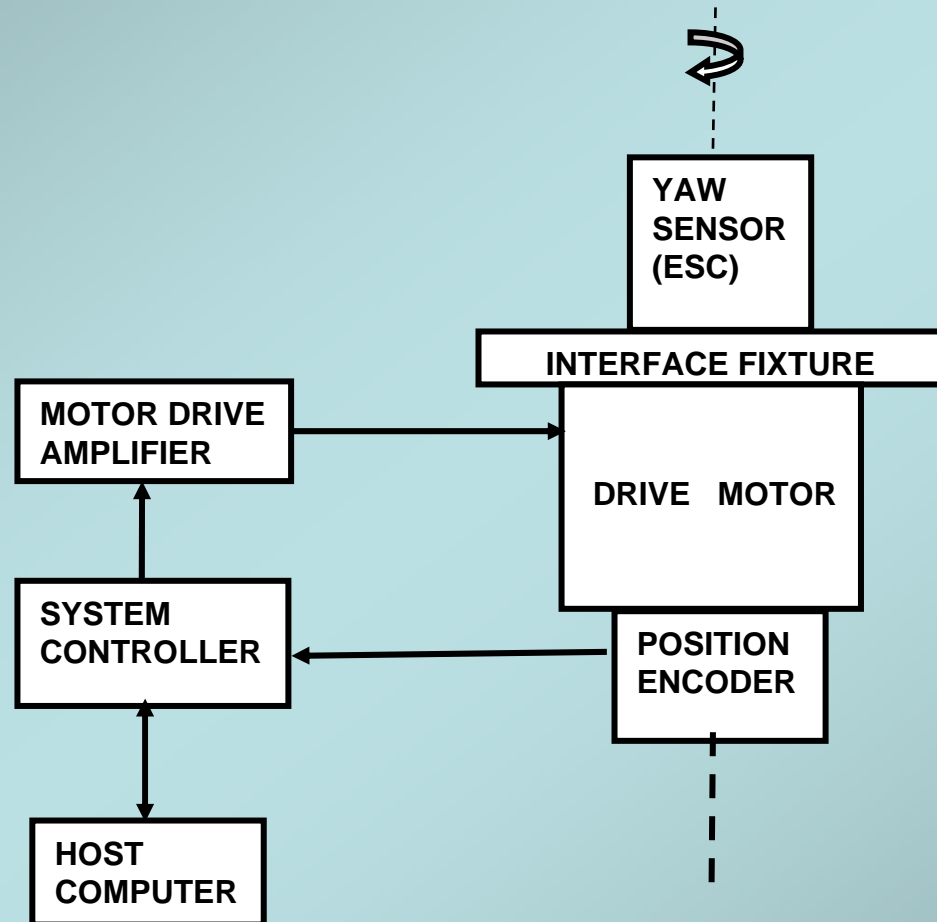 YAW
SENSOR
(ESC)
INTERFACE FIXTURE
MOTOR DRIVE
AMPLIFIER
DRIVE MOTOR
SYSTEM
CONTROLLER
POSITION
ENCODER
HOST
COMPUTER